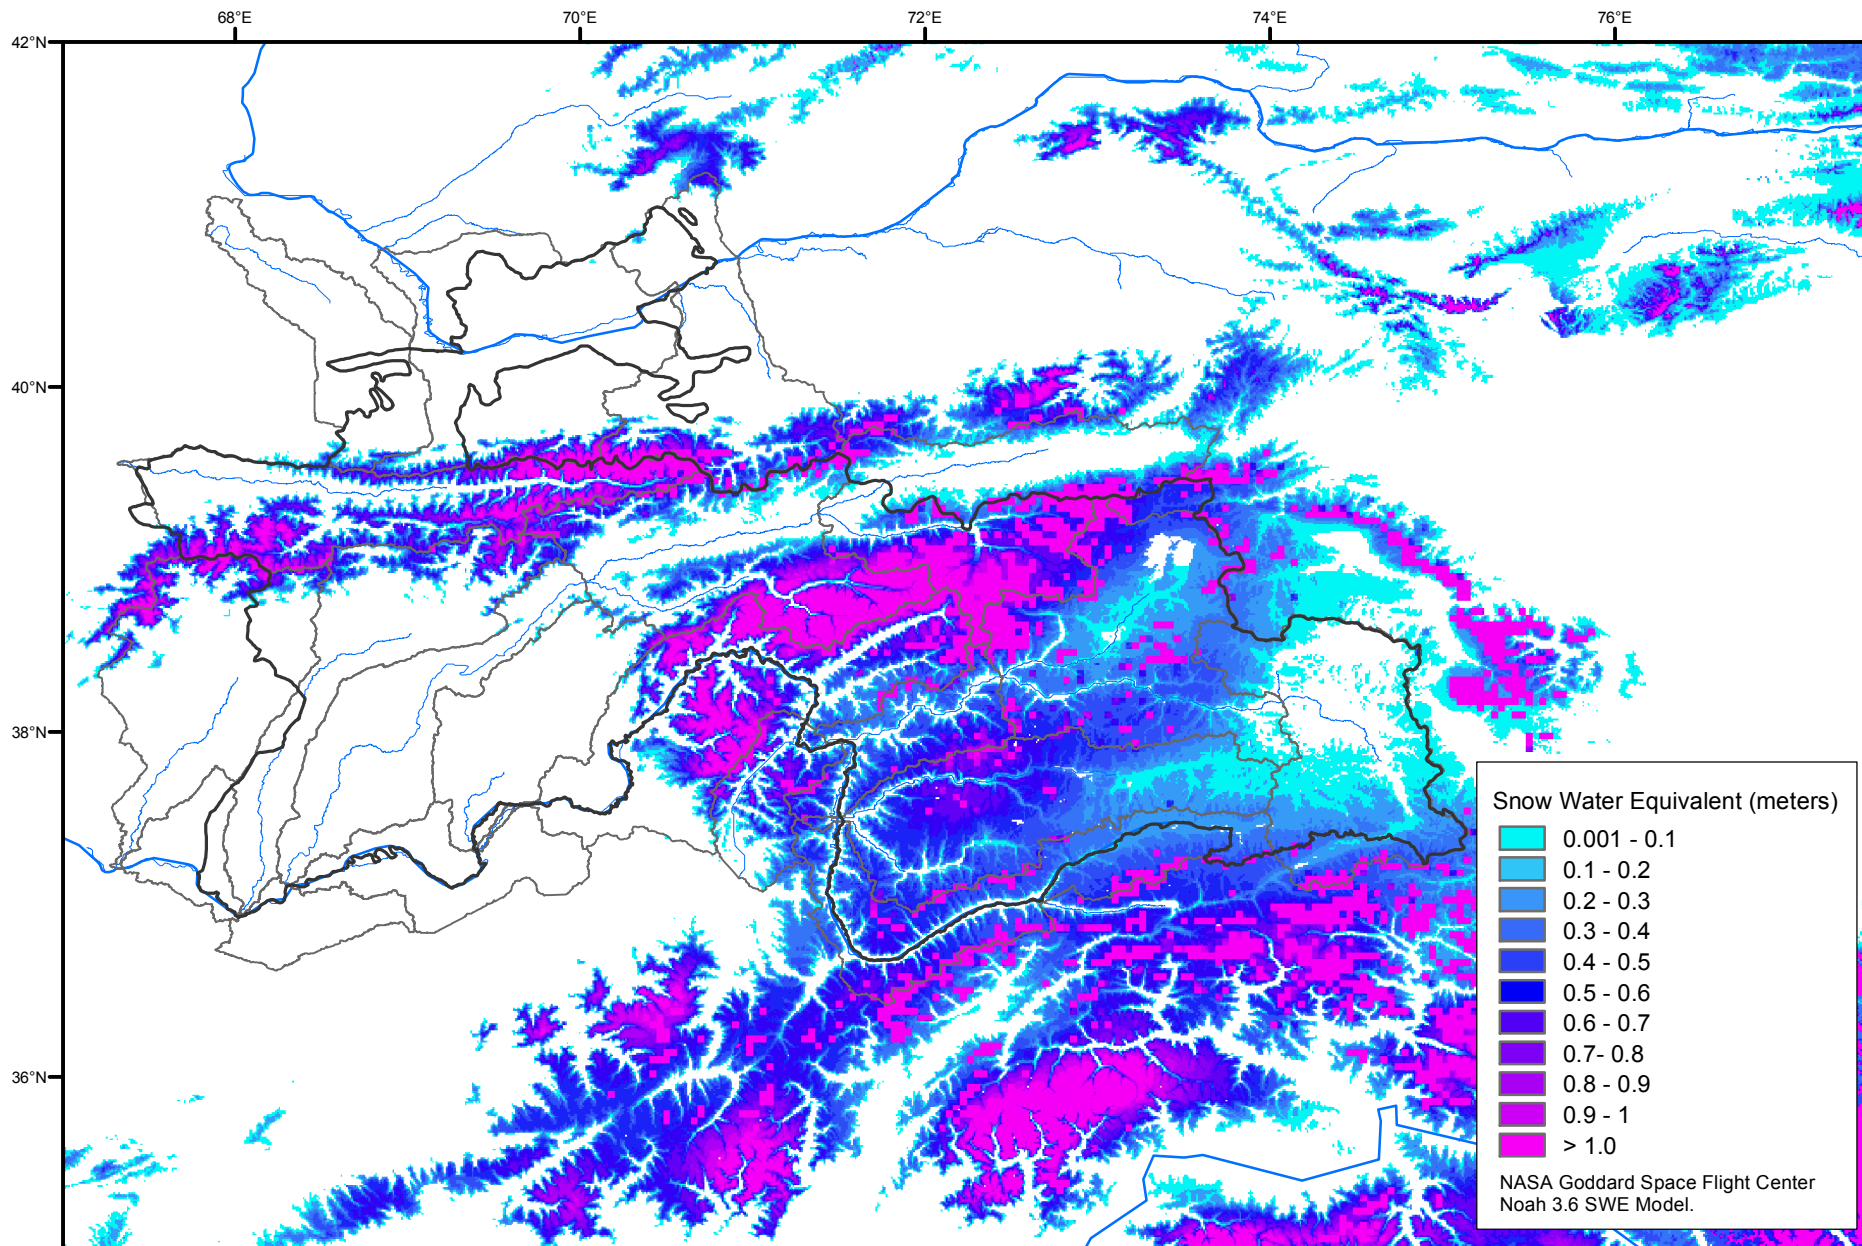 68°E 70°E 72°E 74°E 76°E
42°N
40°N
38°N
36°N
Snow Water Equivalent (meters)
0.001 - 0.1
0.1 - 0.2
0.2 - 0.3
0.3 - 0.4
0.4 - 0.5
0.5 - 0.6
0.6 - 0.7
0.7- 0.8
0.8 - 0.9
0.9 - 1
> 1.0
NASA Goddard Space Flight Center
Noah 3.6 SWE Model.